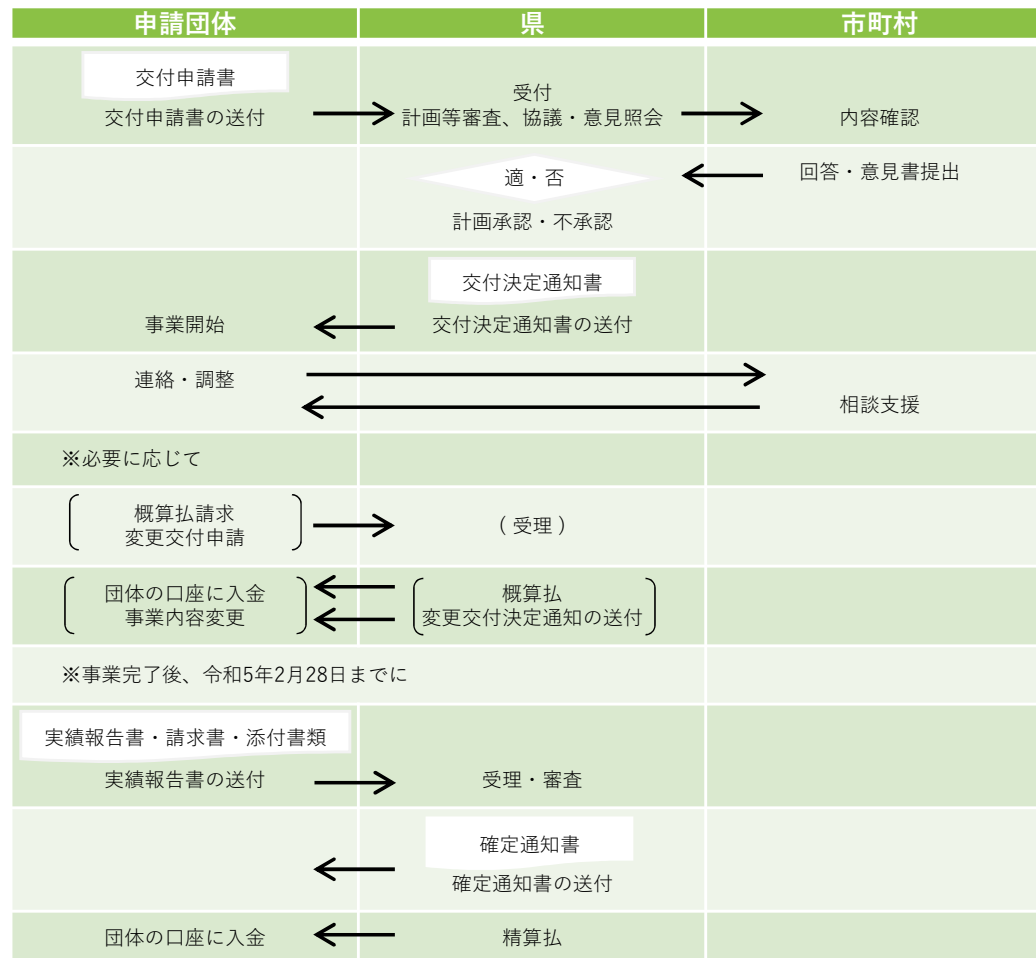 申請団体
県
市町村
交付申請書
交付申請書の送付
受付
計画等審査、協議・意見照会
内容確認
適・否
計画承認・不承認
回答・意見書提出
交付決定通知書
事業開始
交付決定通知書の送付
連絡・調整
相談支援
※必要に応じて
概算払請求
変更交付申請
( 受理 )
団体の口座に入金
事業内容変更
概算払
変更交付決定通知の送付
※事業完了後、令和5年2月28日までに
実績報告書・請求書・添付書類
実績報告書の送付
受理・審査
確定通知書
確定通知書の送付
団体の口座に入金
精算払